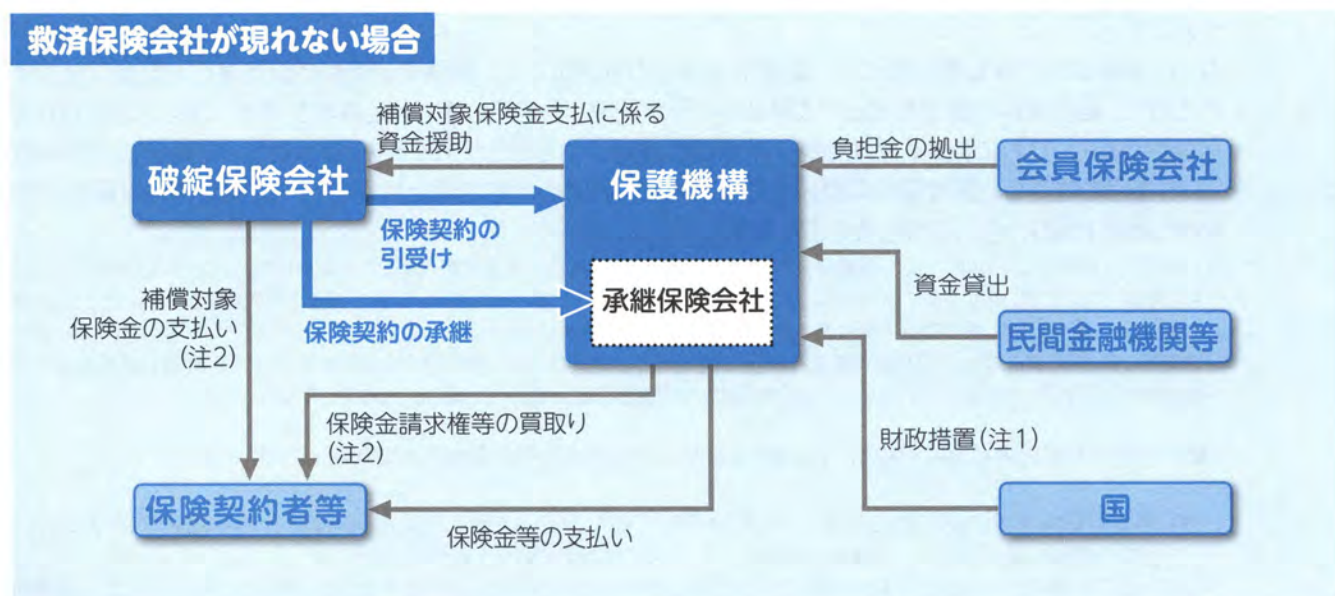 救済保険会社が現れない場合
補償対象保険金支払に係る
資金援助
破綻保険会社
保護機構
負担金の拠出
会員保険会社
保険契約の
引受け
補償対象
保険金の支払い
(注2)
保険契約の承継
承継保険会社
資金貸出
民間金融機関等
保険金請求権等の買取り
(注2)
財政措置(注1)
保険契約者等
保険金等の支払い
国